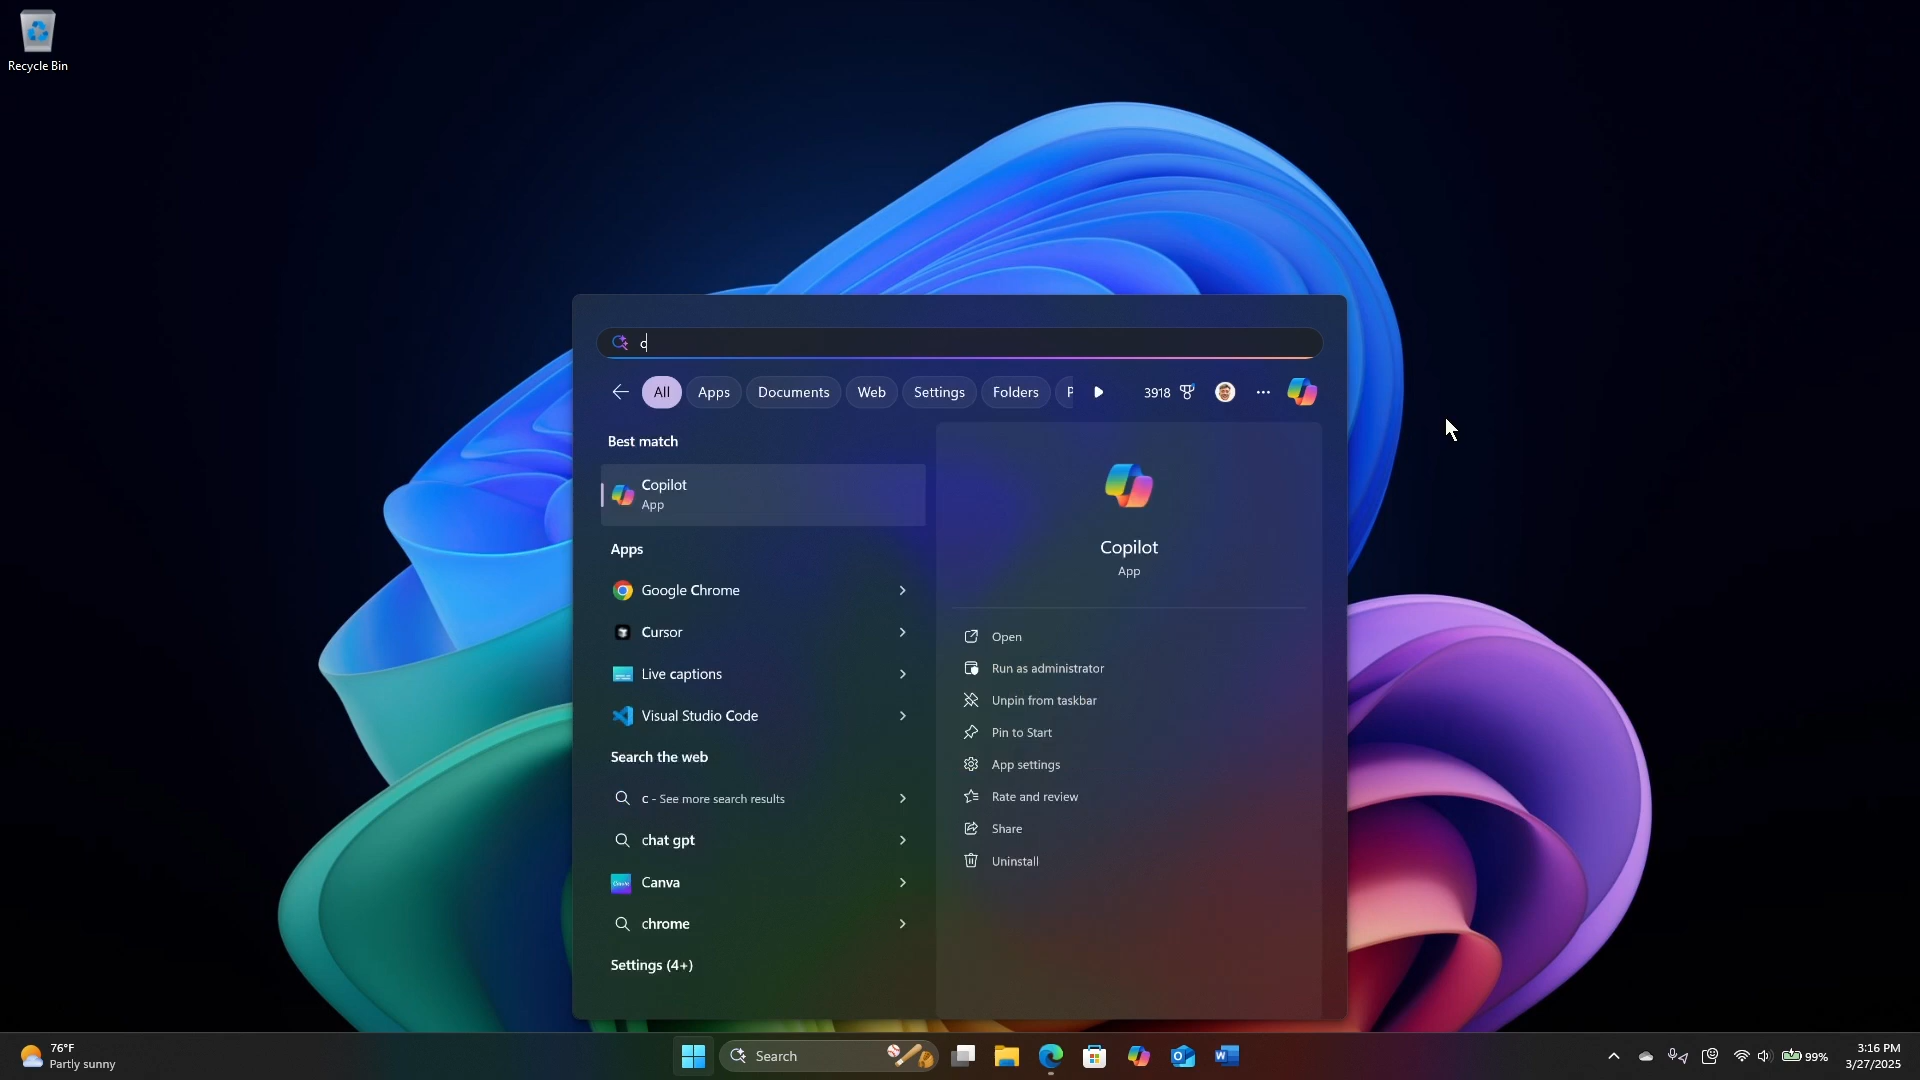 Recycle Bin
c
All
Apps
Documents
Web
Settings
Folders
P
3918
Best match
Copilot
App
Apps
Google Chrome
Cursor
Live captions
Visual Studio Code
Search the web
c - See more search results
chat gpt
Canva
chrome
Settings (4+)
Copilot
App
Open
Run as administrator
Unpin from taskbar
Pin to Start
App settings
Rate and review
Share
Uninstall
76°F
Partly sunny
Search
99%
3:16 PM
3/27/2025